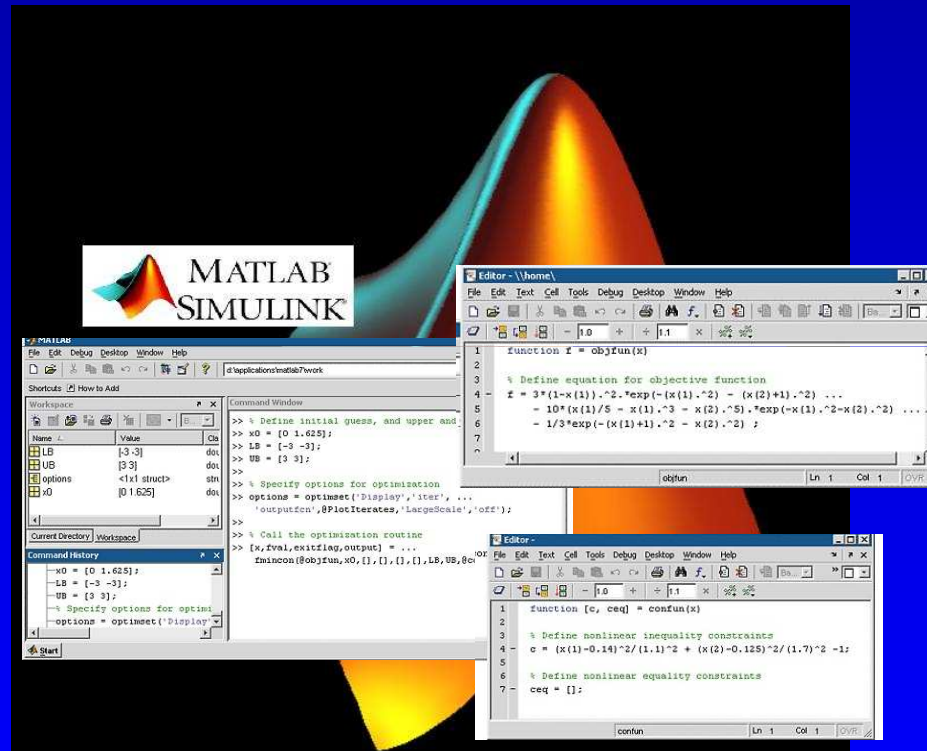 MATLAB
SIMULINK®
MATLAB
File Edit Debug Desktop Window Help
d:\applications\matlab7\work
Shortcuts How to Add
Workspace
Name Value Cla
LB [-3 -3] dou
UB [3 3] dou
options <1x1 struct> stru
x0 [0 1.625] dou
Current Directory Workspace
Command History
x0 = [0 1.625];
LB = [-3 -3];
UB = [3 3];
% Specify options for optimi
options = optimset('Display'
Start
Command Window
>> % Define initial guess, and upper and
>> x0 = [0 1.625];
>> LB = [-3 -3];
>> UB = [3 3];
>>
>> % Specify options for optimization
>> options = optimset('Display','iter', ...
'outputfcn',@PlotIterates,'LargeScale','off');
>>
>> % Call the optimization routine
>> [x,fval,exitflag,output] = ...
fmincon(@objfun,x0,[],[],[],[],LB,UB,@co
Editor - \\home\
File Edit Text Cell Tools Debug Desktop Window Help
Ba...
1.0 + ÷ 1.1 ×
1 function f = objfun(x)
2
3 % Define equation for objective function
4 - f = 3*(1-x(1)).^2.*exp(-(x(1).^2) - (x(2)+1).^2) ...
5 - 10*(x(1)/5 - x(1).^3 - x(2).^5).*exp(-x(1).^2-x(2).^2) ...
6 - 1/3*exp(-(x(1)+1).^2 - x(2).^2) ;
7
objfun Ln 1 Col 1 OVR
Editor -
File Edit Text Cell Tools Debug Desktop Window Help
Ba...
1.0 + ÷ 1.1 ×
1 function [c, ceq] = confun(x)
2
3 % Define nonlinear inequality constraints
4 - c = (x(1)-0.14)^2/(1.1)^2 + (x(2)-0.125)^2/(1.7)^2 -1;
5
6 % Define nonlinear equality constraints
7 - ceq = [];
confun Ln 1 Col 1 OVR